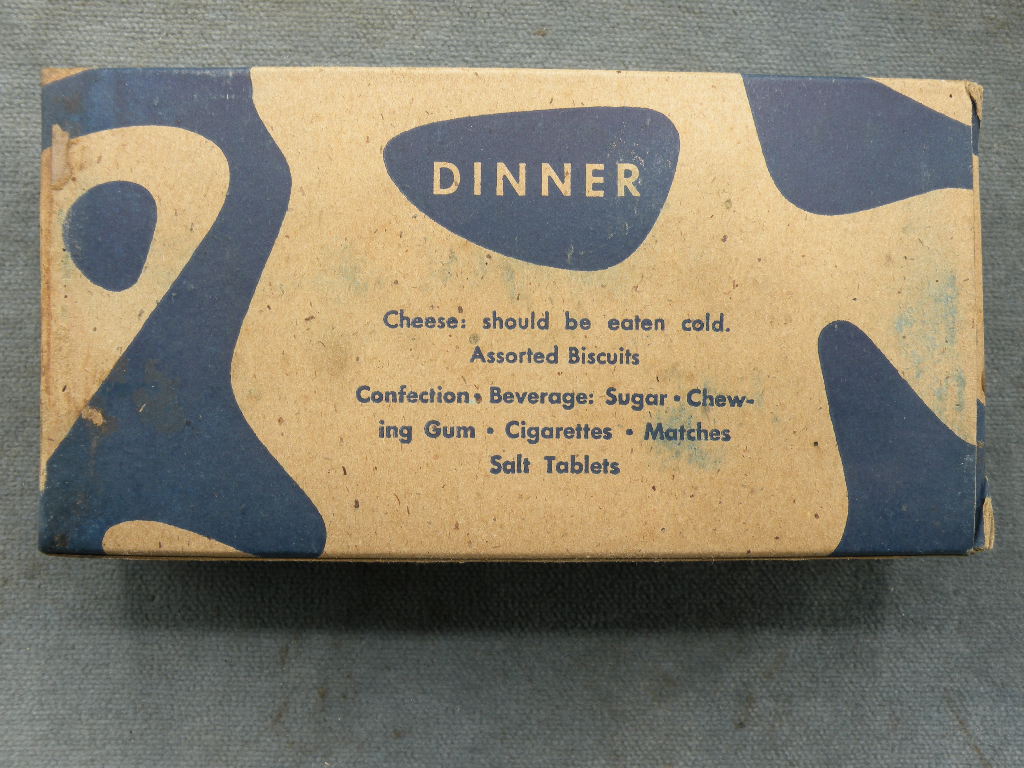 DINNER
Cheese: should be eaten cold.
Assorted Biscuits
Confection • Beverage: Sugar • Chew-
ing Gum • Cigarettes • Matches
Salt Tablets